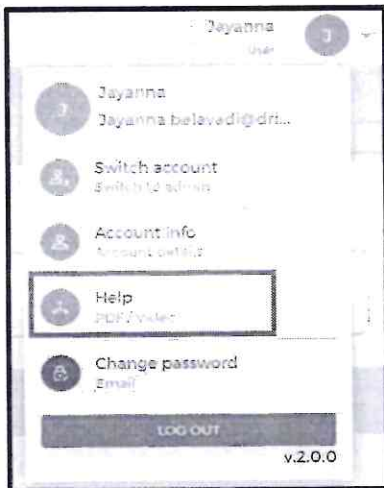 Jayanna
User
J
J
Jayanna
Jayanna.belavadi@dri...
Switch account
Switch to admin
Account info
Account details
Help
PDF / Video
Change password
Email
LOG OUT
v.2.0.0